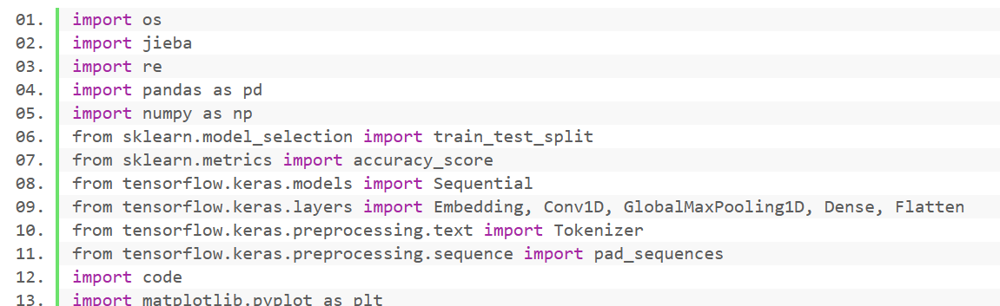 01. import os
02. import jieba
03. import re
04. import pandas as pd
05. import numpy as np
06. from sklearn.model_selection import train_test_split
07. from sklearn.metrics import accuracy_score
08. from tensorflow.keras.models import Sequential
09. from tensorflow.keras.layers import Embedding, Conv1D, GlobalMaxPooling1D, Dense, Flatten
10. from tensorflow.keras.preprocessing.text import Tokenizer
11. from tensorflow.keras.preprocessing.sequence import pad_sequences
12. import code
13. import matplotlib.pyplot as plt